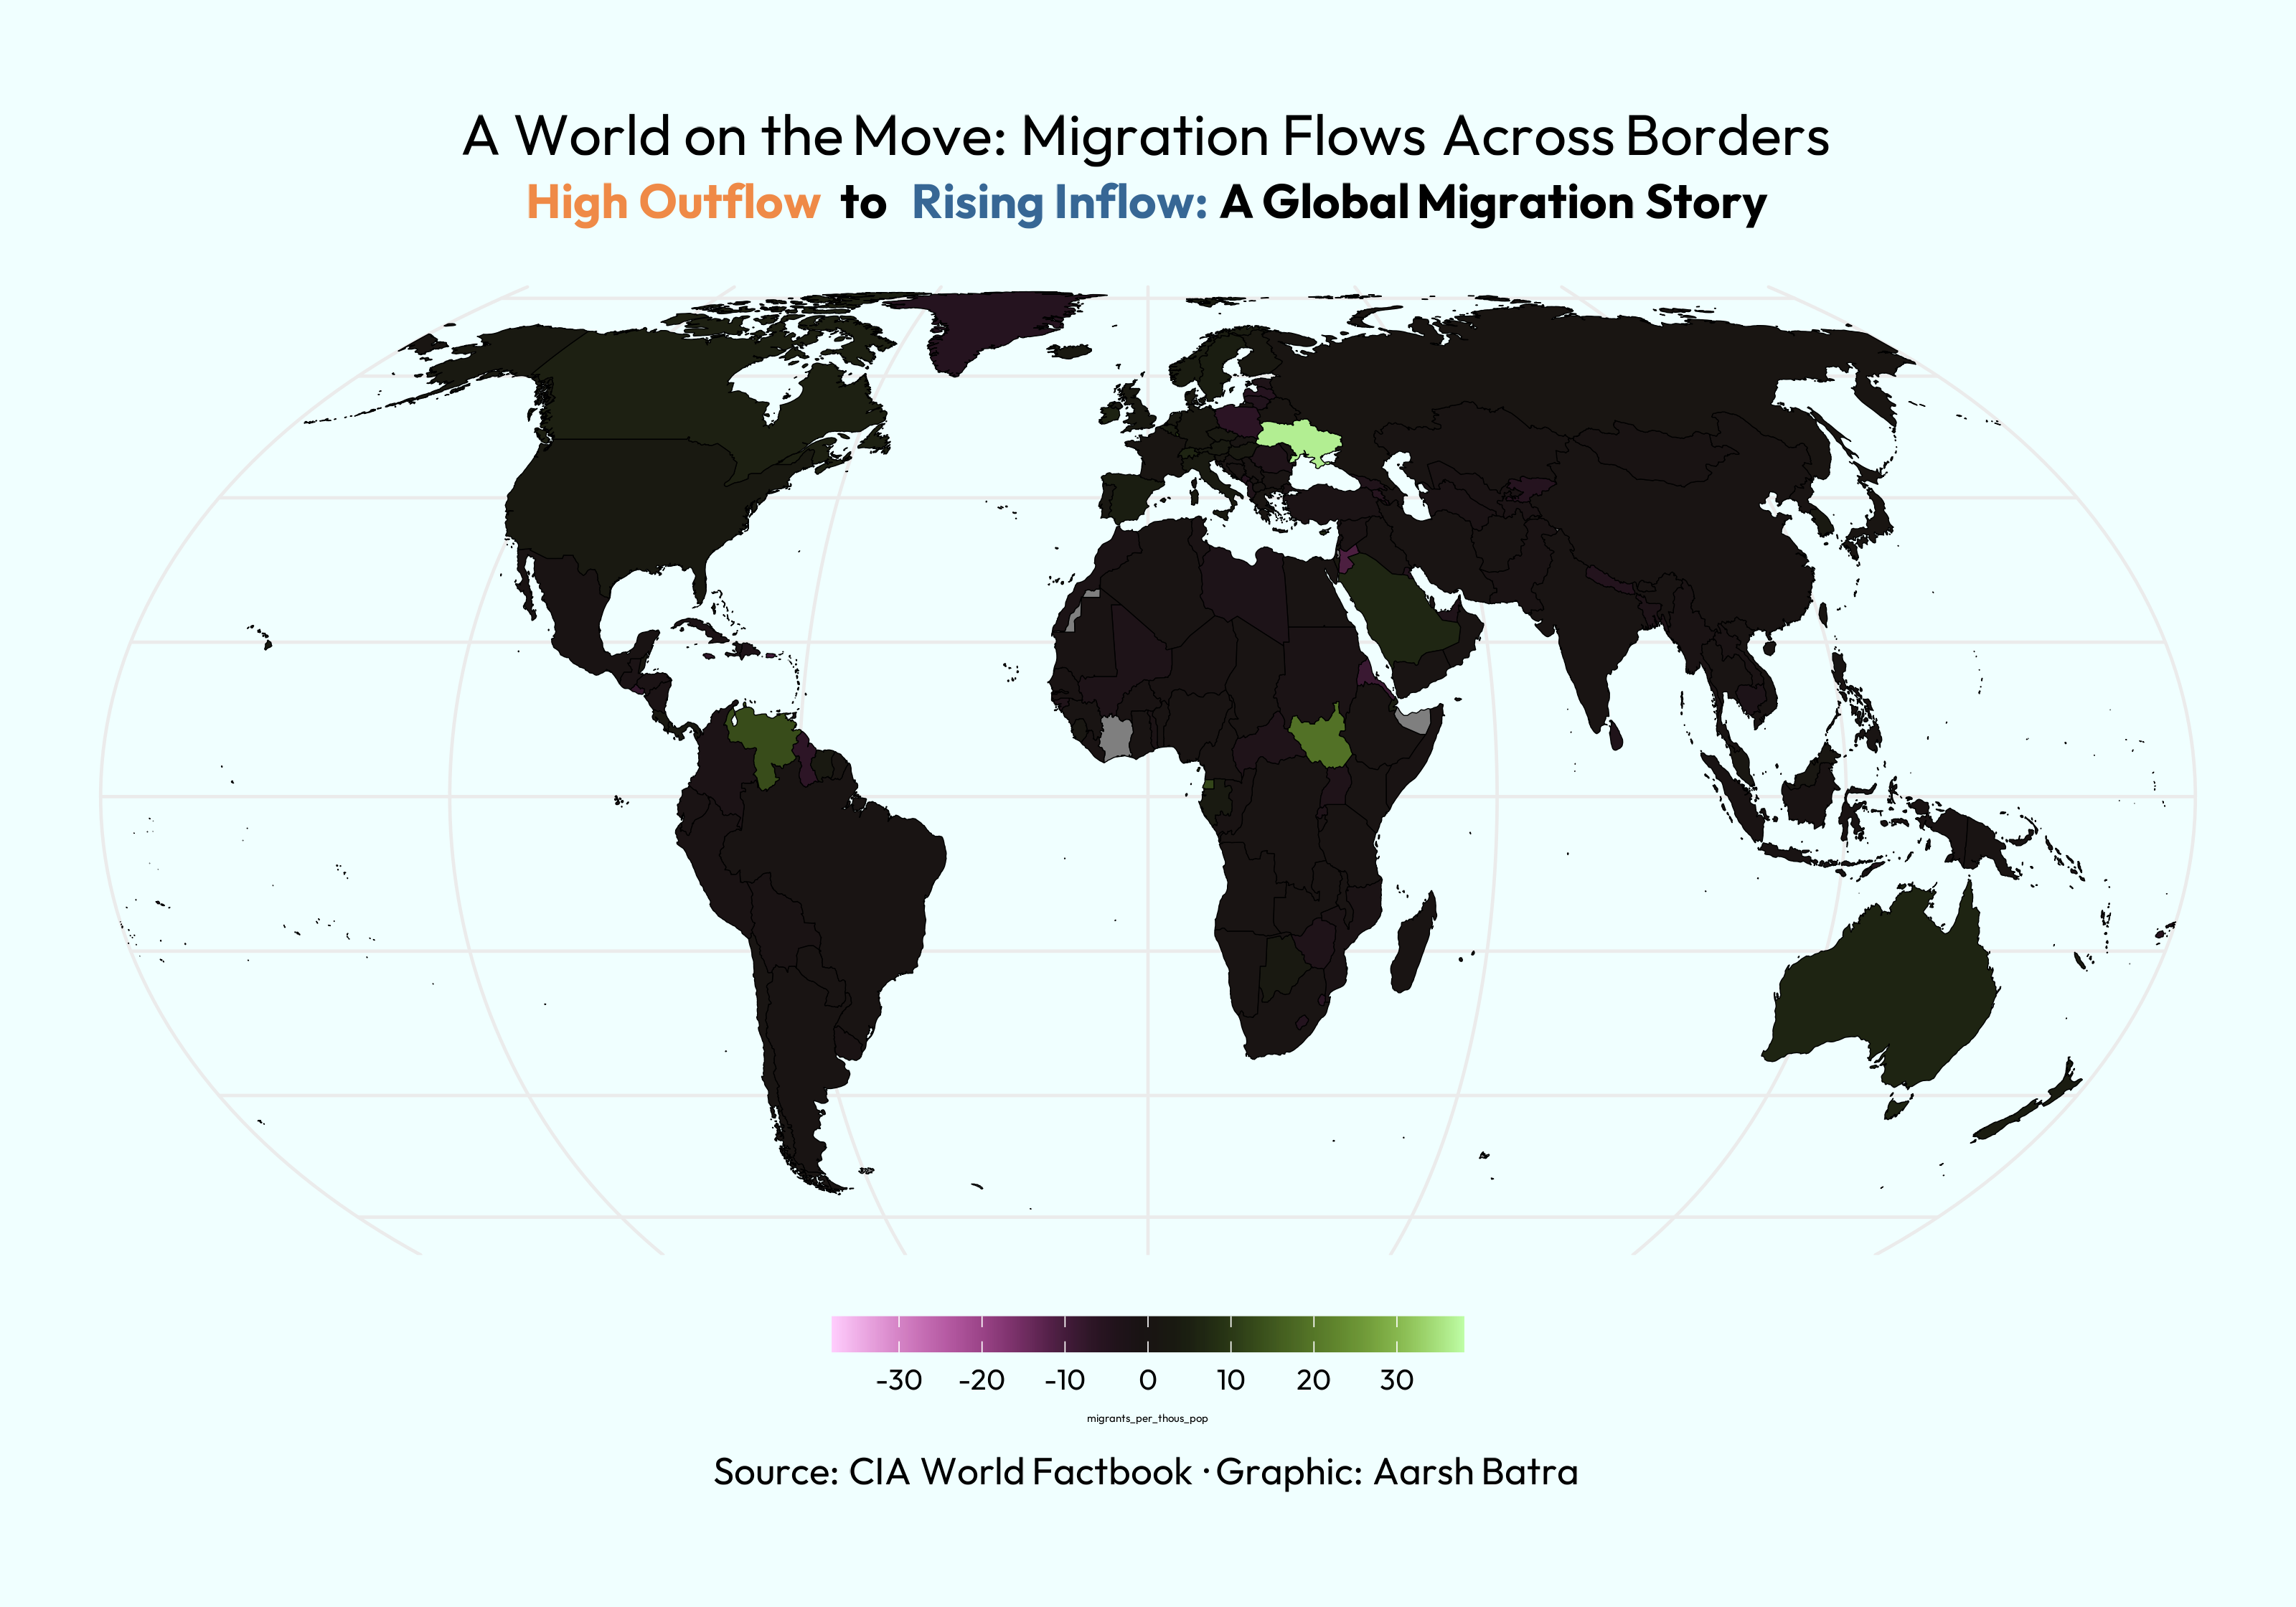 A World on the Move: Migration Flows Across Borders
High Outflow to Rising Inflow: A Global Migration Story
-30 -20 -10 0 10 20 30
migrants_per_thous_pop
Source: CIA World Factbook · Graphic: Aarsh Batra